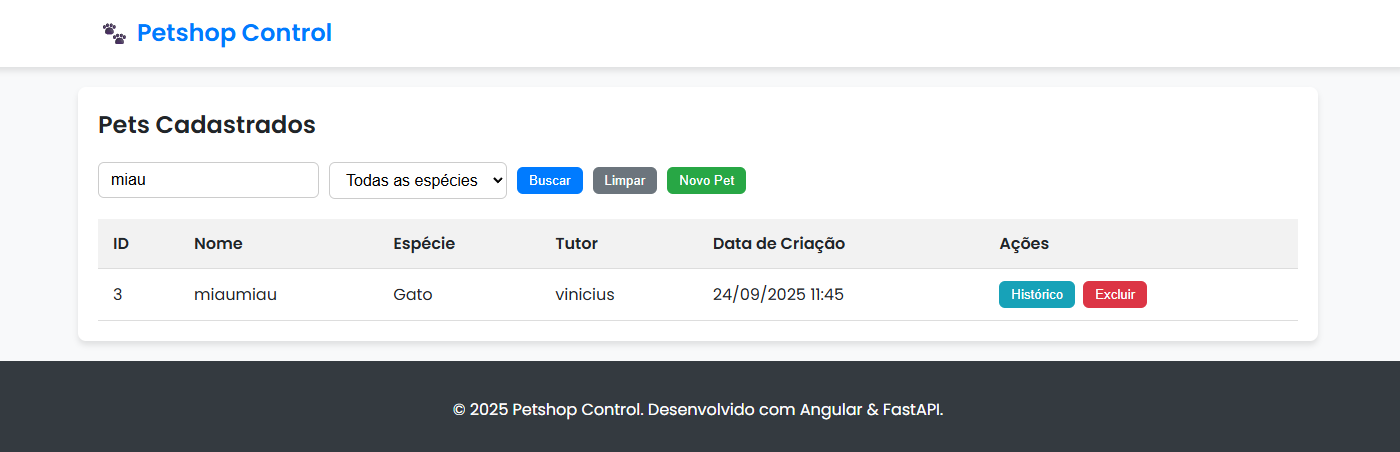 Petshop Control
Pets Cadastrados
miau Todas as espécies Buscar Limpar Novo Pet
ID Nome Espécie Tutor Data de Criação Ações
3 miaumiau Gato vinicius 24/09/2025 11:45 Histórico Excluir
© 2025 Petshop Control. Desenvolvido com Angular & FastAPI.